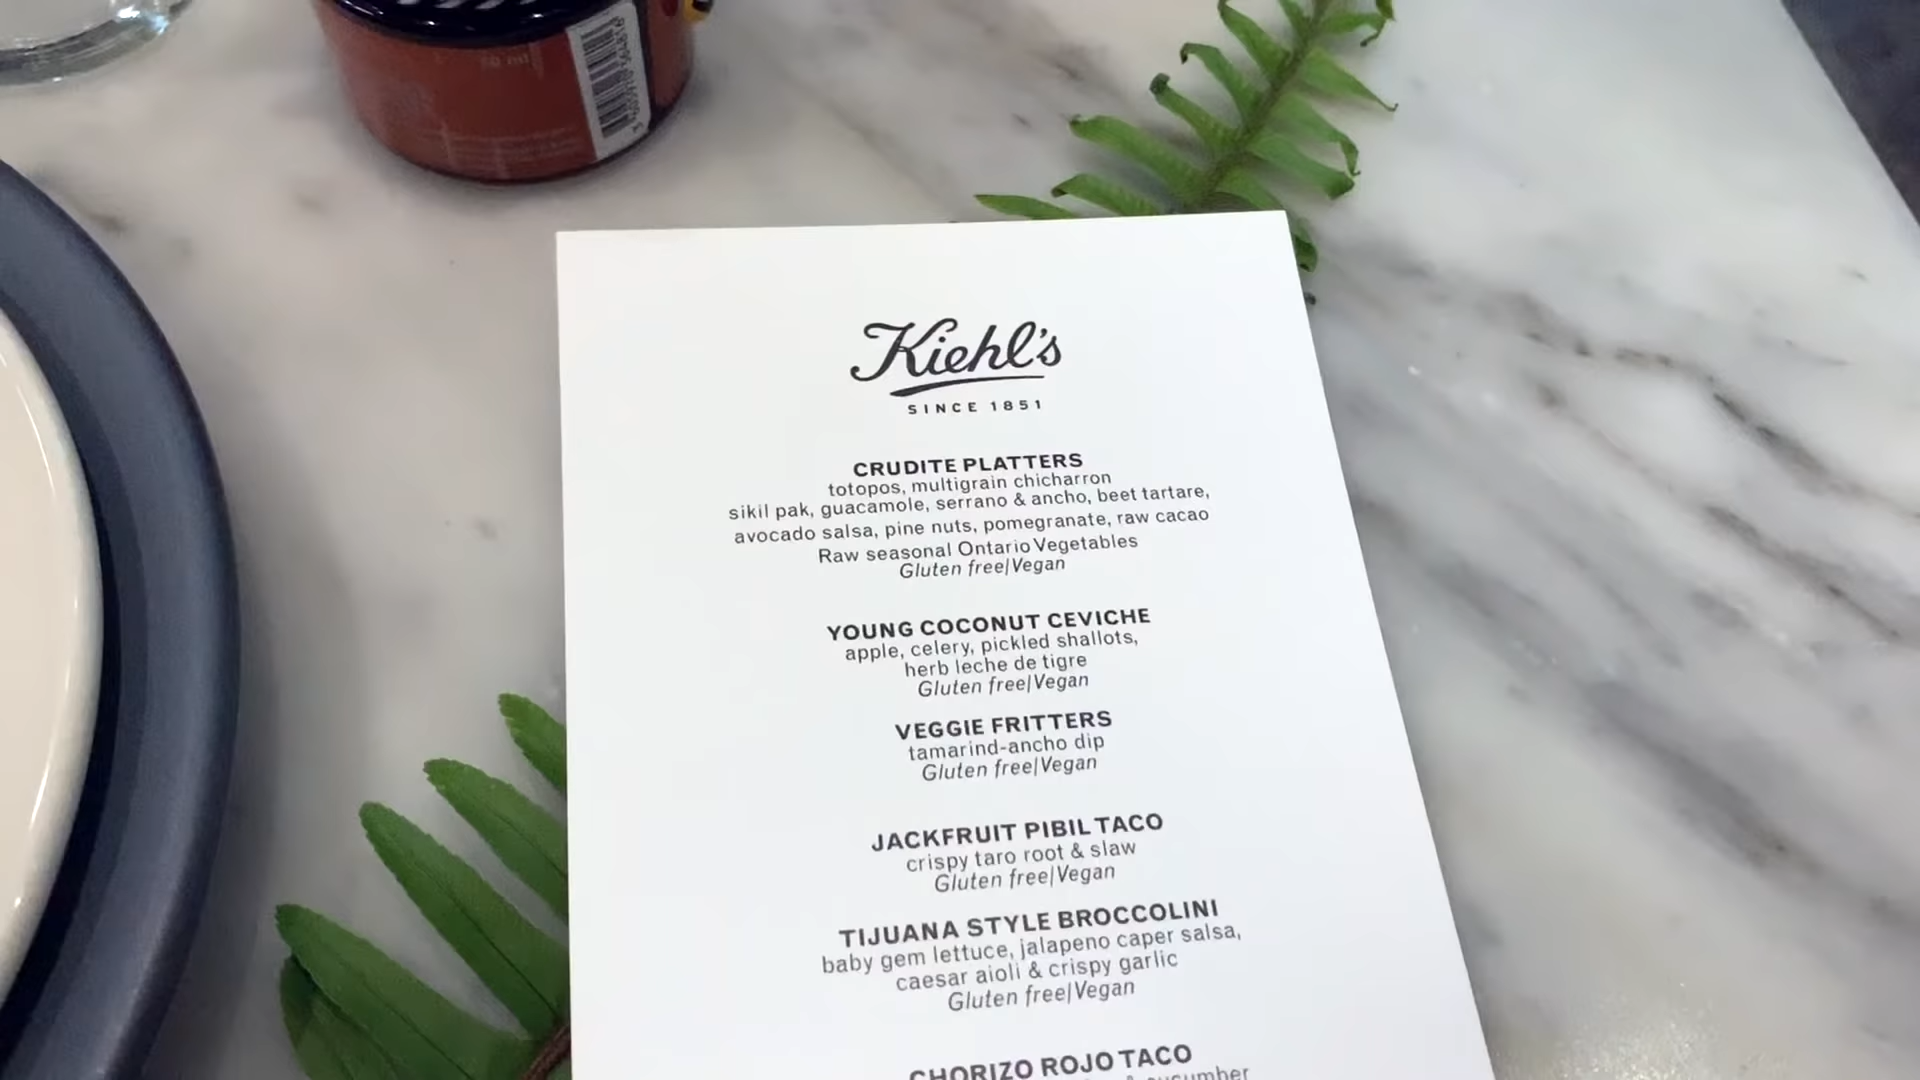 50 ml
Kiehl's
SINCE 1851
CRUDITE PLATTERS
totopos, multigrain chicharron
sikil pak, guacamole, serrano & ancho, beet tartare,
avocado salsa, pine nuts, pomegranate, raw cacao
Raw seasonal Ontario Vegetables
Gluten free|Vegan
YOUNG COCONUT CEVICHE
apple, celery, pickled shallots,
herb leche de tigre
Gluten free|Vegan
VEGGIE FRITTERS
tamarind-ancho dip
Gluten free|Vegan
JACKFRUIT PIBIL TACO
crispy taro root & slaw
Gluten free|Vegan
TIJUANA STYLE BROCCOLINI
baby gem lettuce, jalapeno caper salsa,
caesar aioli & crispy garlic
Gluten free|Vegan
CHORIZO ROJO TACO
& cucumber